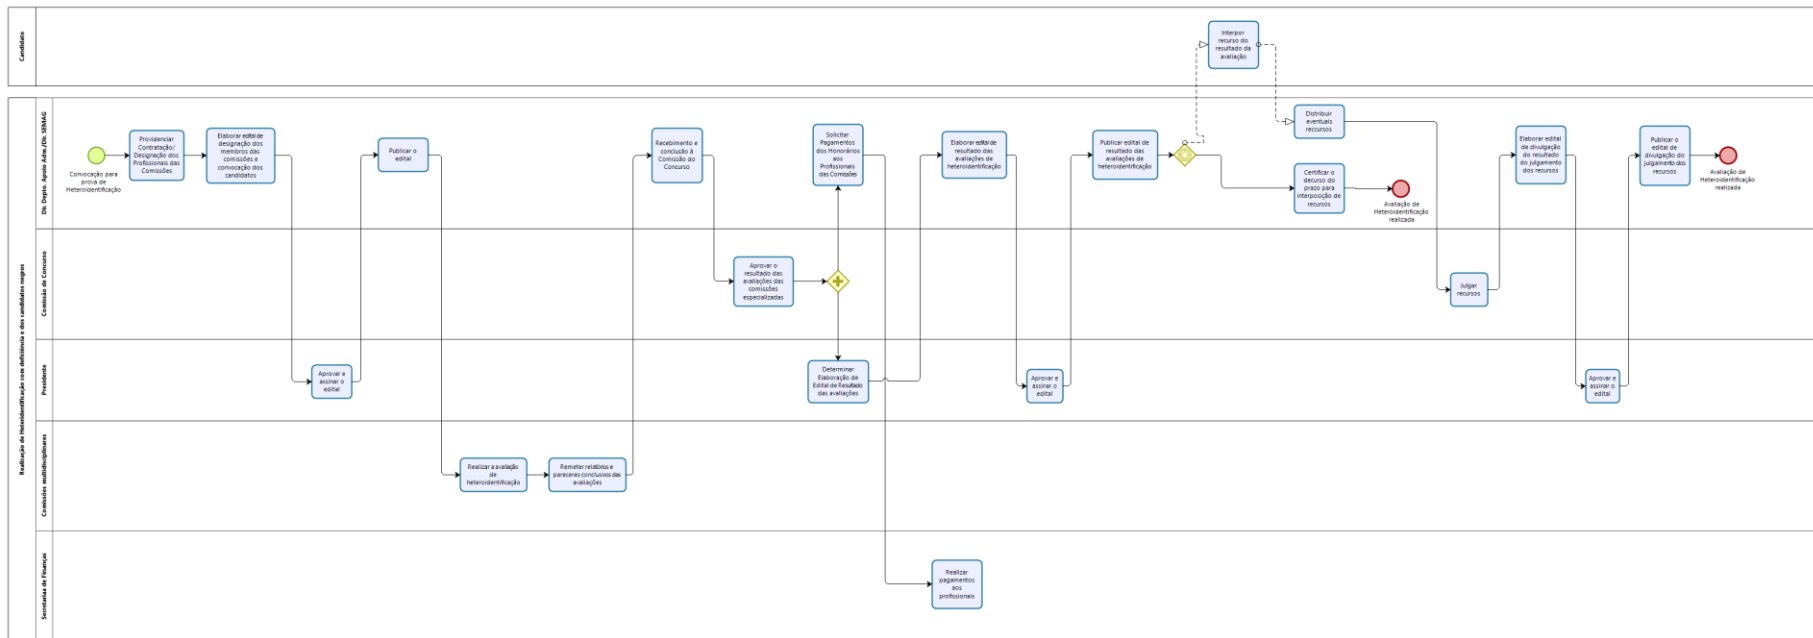 Candidato
Interpor
recurso do
resultado da
avaliação
Realização de Heteridentificação com deficiência e dos candidatos negros
Dir. Depto. Apoio Adm./Div. SEMAG
Comvocação para
prova de
Heteroidentificação
Providenciar
Contratação/
Designação dos
Profissionais das
Comissões
Elaborar edital de
designação dos
membros das
comissões e
convocação dos
candidatos
Publicar o
edital
Recebimento e
conclusão à
Comissão do
Concurso
Solicitar
Pagamentos
dos Honorários
aos
Profissionais
das Comissões
Elaborar edital de
resultado das
avaliações de
heteroidentificação
Publicar edital de
resultado das
avaliações de
heteroidentificação
Distribuir
eventuais
reccursos
Certificar o
decurso do
prazo para
interposição de
recursos
Avaliação de
Heteroidentificação
realizada
Elaborar edital
de divulgação
do resultado
do julgamento
dos recursos
Publicar o
edital de
divulgação do
julgamento dos
recursos
Avaliação de
Heteroidentificação
realizada
Comissão de Concurso
Aprovar o
resultado das
avaliações das
comissões
especializadas
Julgar
recursos
Presidente
Aprovar e
assinar o
edital
Determinar
Elaboração de
Edital de Resultado
das avaliações
Aprovar e
assinar o
edital
Aprovar e
assinar o
edital
Comissões multidisciplinares
Realizar a avaliação
de
heteroidentificação
Remeter relatórios e
pareceres conclusivos das
avaliações
Secretaria de Finanças
Realizar
pagamentos
aos
profissionais